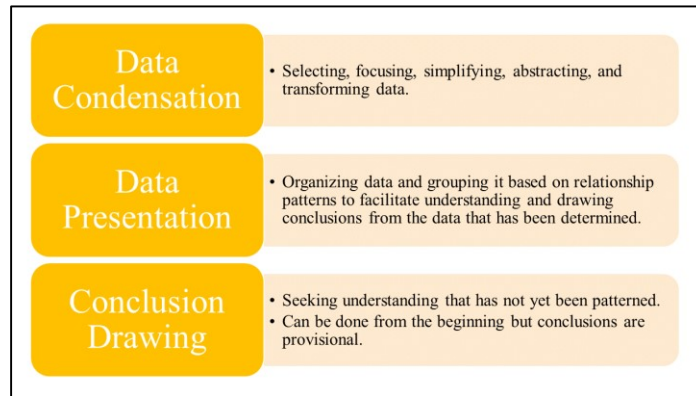 Data
Condensation
• Selecting, focusing, simplifying, abstracting, and
transforming data.
Data
Presentation
• Organizing data and grouping it based on relationship
patterns to facilitate understanding and drawing
conclusions from the data that has been determined.
Conclusion
Drawing
• Seeking understanding that has not yet been patterned.
• Can be done from the beginning but conclusions are
provisional.